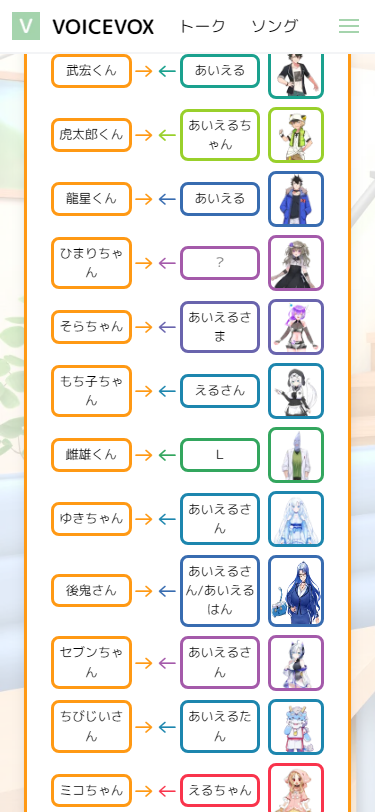 V VOICEVOX トーク ソング
武宏くん → ← あいえる
虎太郎くん → ← あいえるち
ゃん
龍星くん → ← あいえる
ひまりちゃ
ん → ← ?
そらちゃん → ← あいえるさ
ま
もち子ちゃ
ん → ← えるさん
雌雄くん → ← L
ゆきちゃん → ← あいえるさ
ん
後鬼さん → ← あいえるさ
ん/あいえる
はん
セブンちゃ
ん → ← あいえるさ
ん
ちびじいさ
ん → ← あいえるた
ん
ミコちゃん → ← えるちゃん